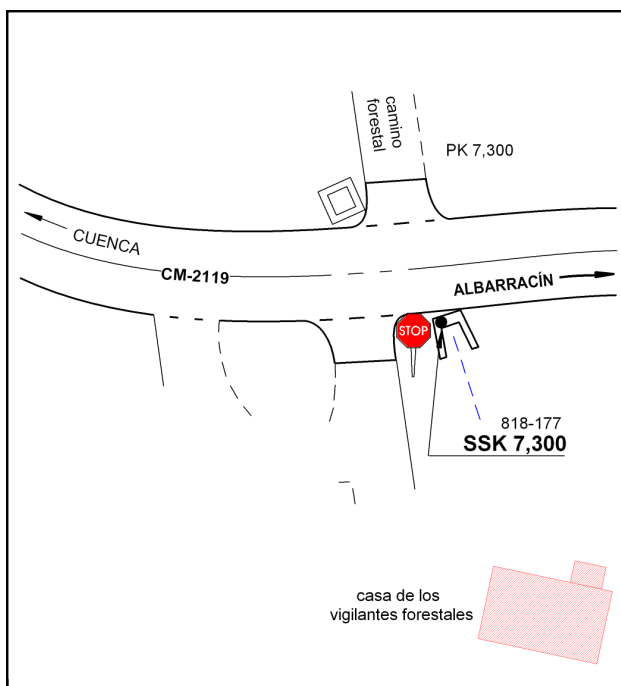 camino
forestal
PK 7,300
CUENCA
CM-2119
ALBARRACÍN
STOP
818-177
SSK 7,300
casa de los
vigilantes forestales